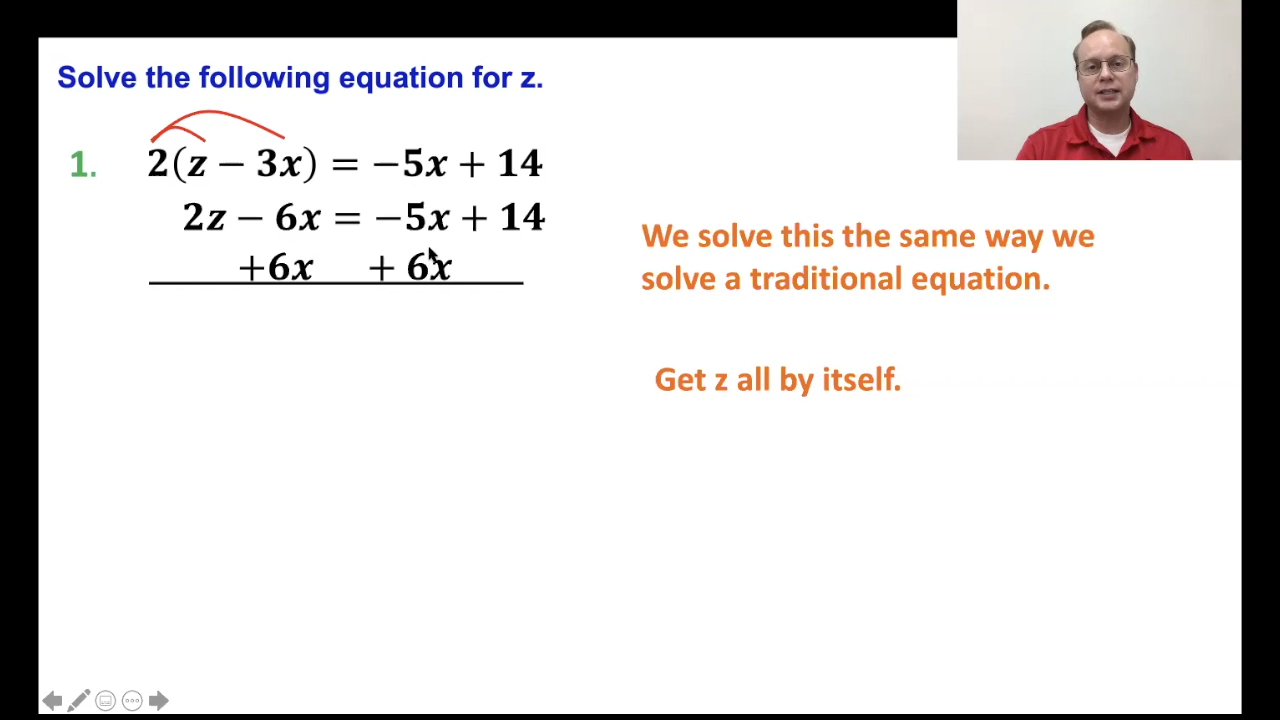 Solve the following equation for z.
1. 2(z − 3x) = −5x + 14
2z − 6x = −5x + 14
+6x + 6x
We solve this the same way we
solve a traditional equation.
Get z all by itself.